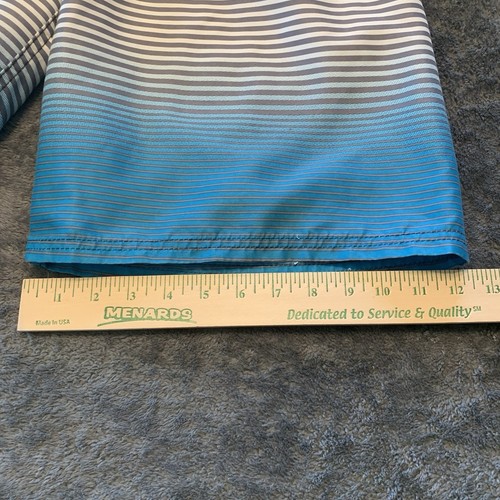 1 2 3 4 5 6 7 8 9 10 11 12 13
Made in USA MENARDS Dedicated to Service & Quality℠